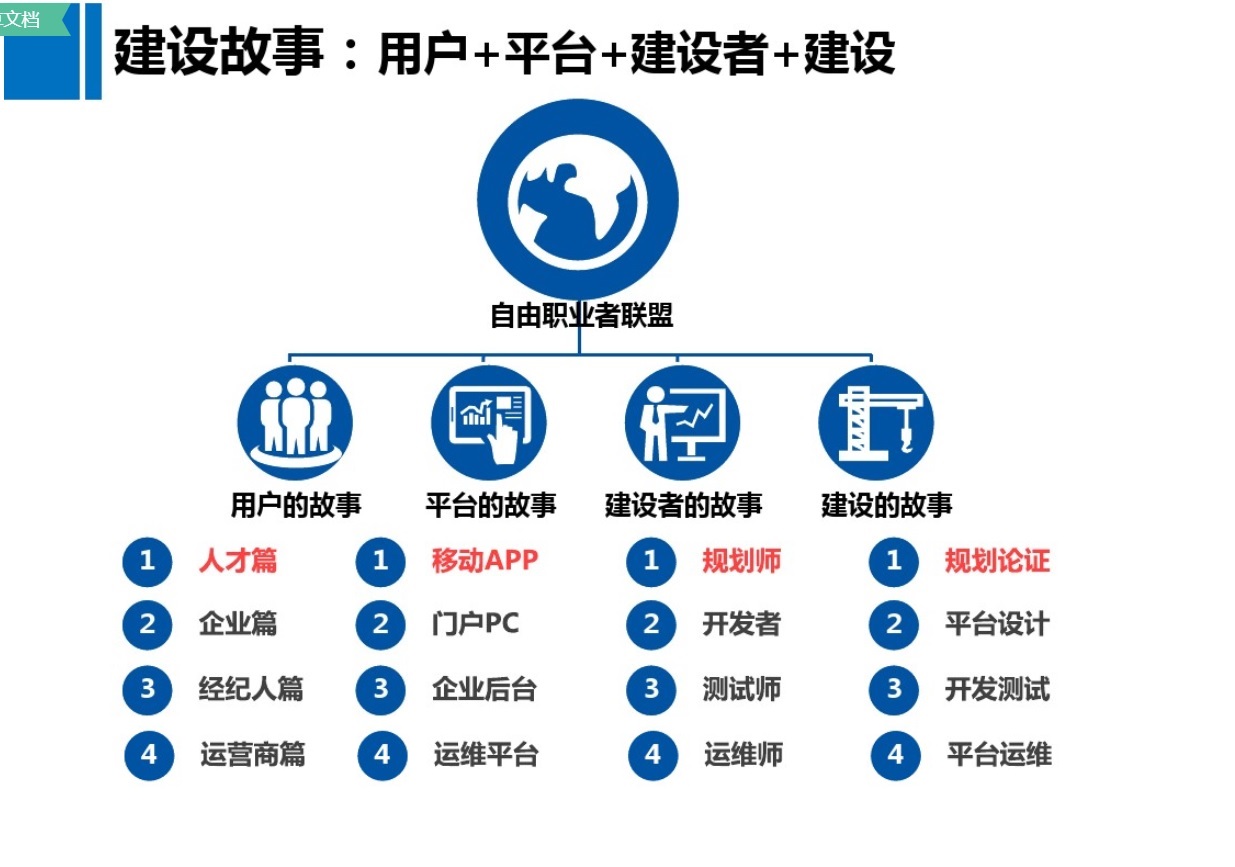 文档
建设故事：用户+平台+建设者+建设
自由职业者联盟
用户的故事 平台的故事 建设者的故事 建设的故事
1 人才篇 1 移动APP 1 规划师 1 规划论证
2 企业篇 2 门户PC 2 开发者 2 平台设计
3 经纪人篇 3 企业后台 3 测试师 3 开发测试
4 运营商篇 4 运维平台 4 运维师 4 平台运维